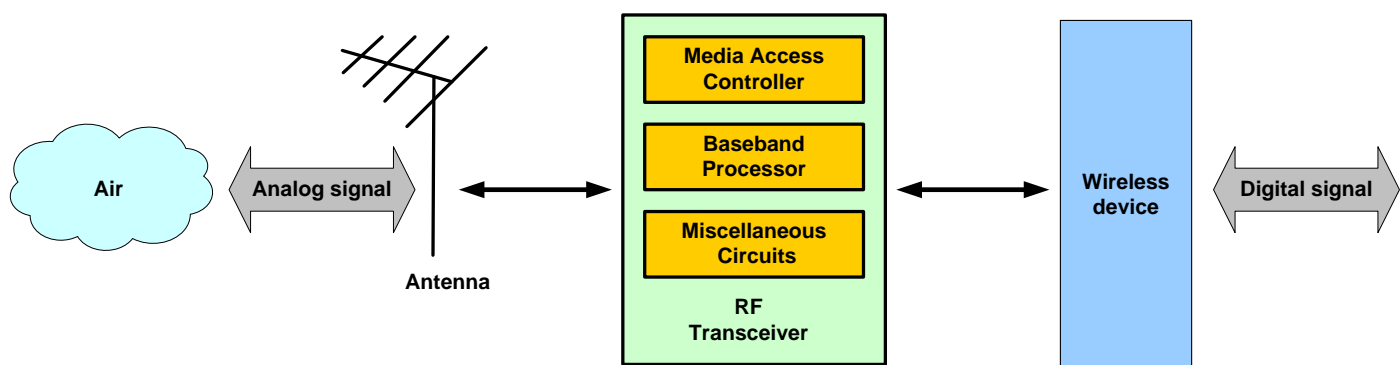 Air
Analog signal
Antenna
Media Access
Controller
Baseband
Processor
Miscellaneous
Circuits
RF
Transceiver
Wireless
device
Digital signal